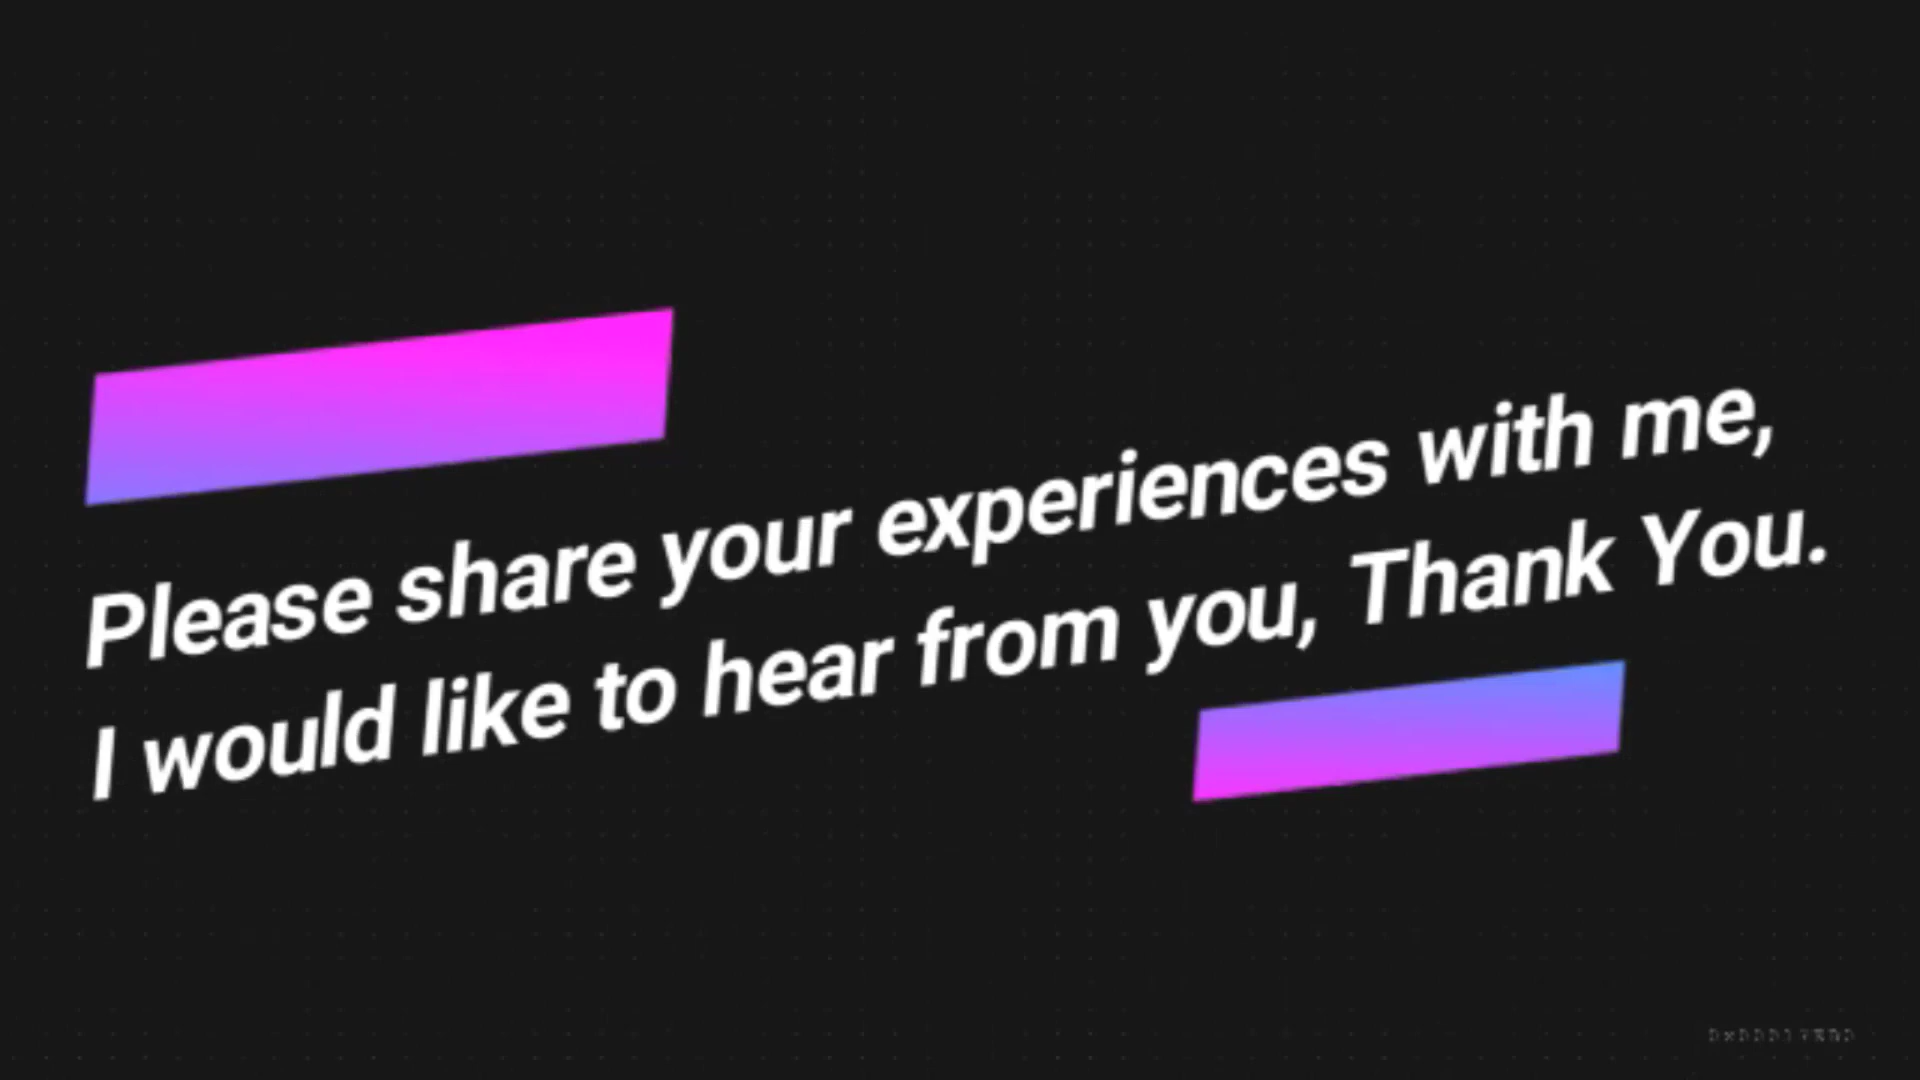 Please share your experiences with me,
I would like to hear from you, Thank You.